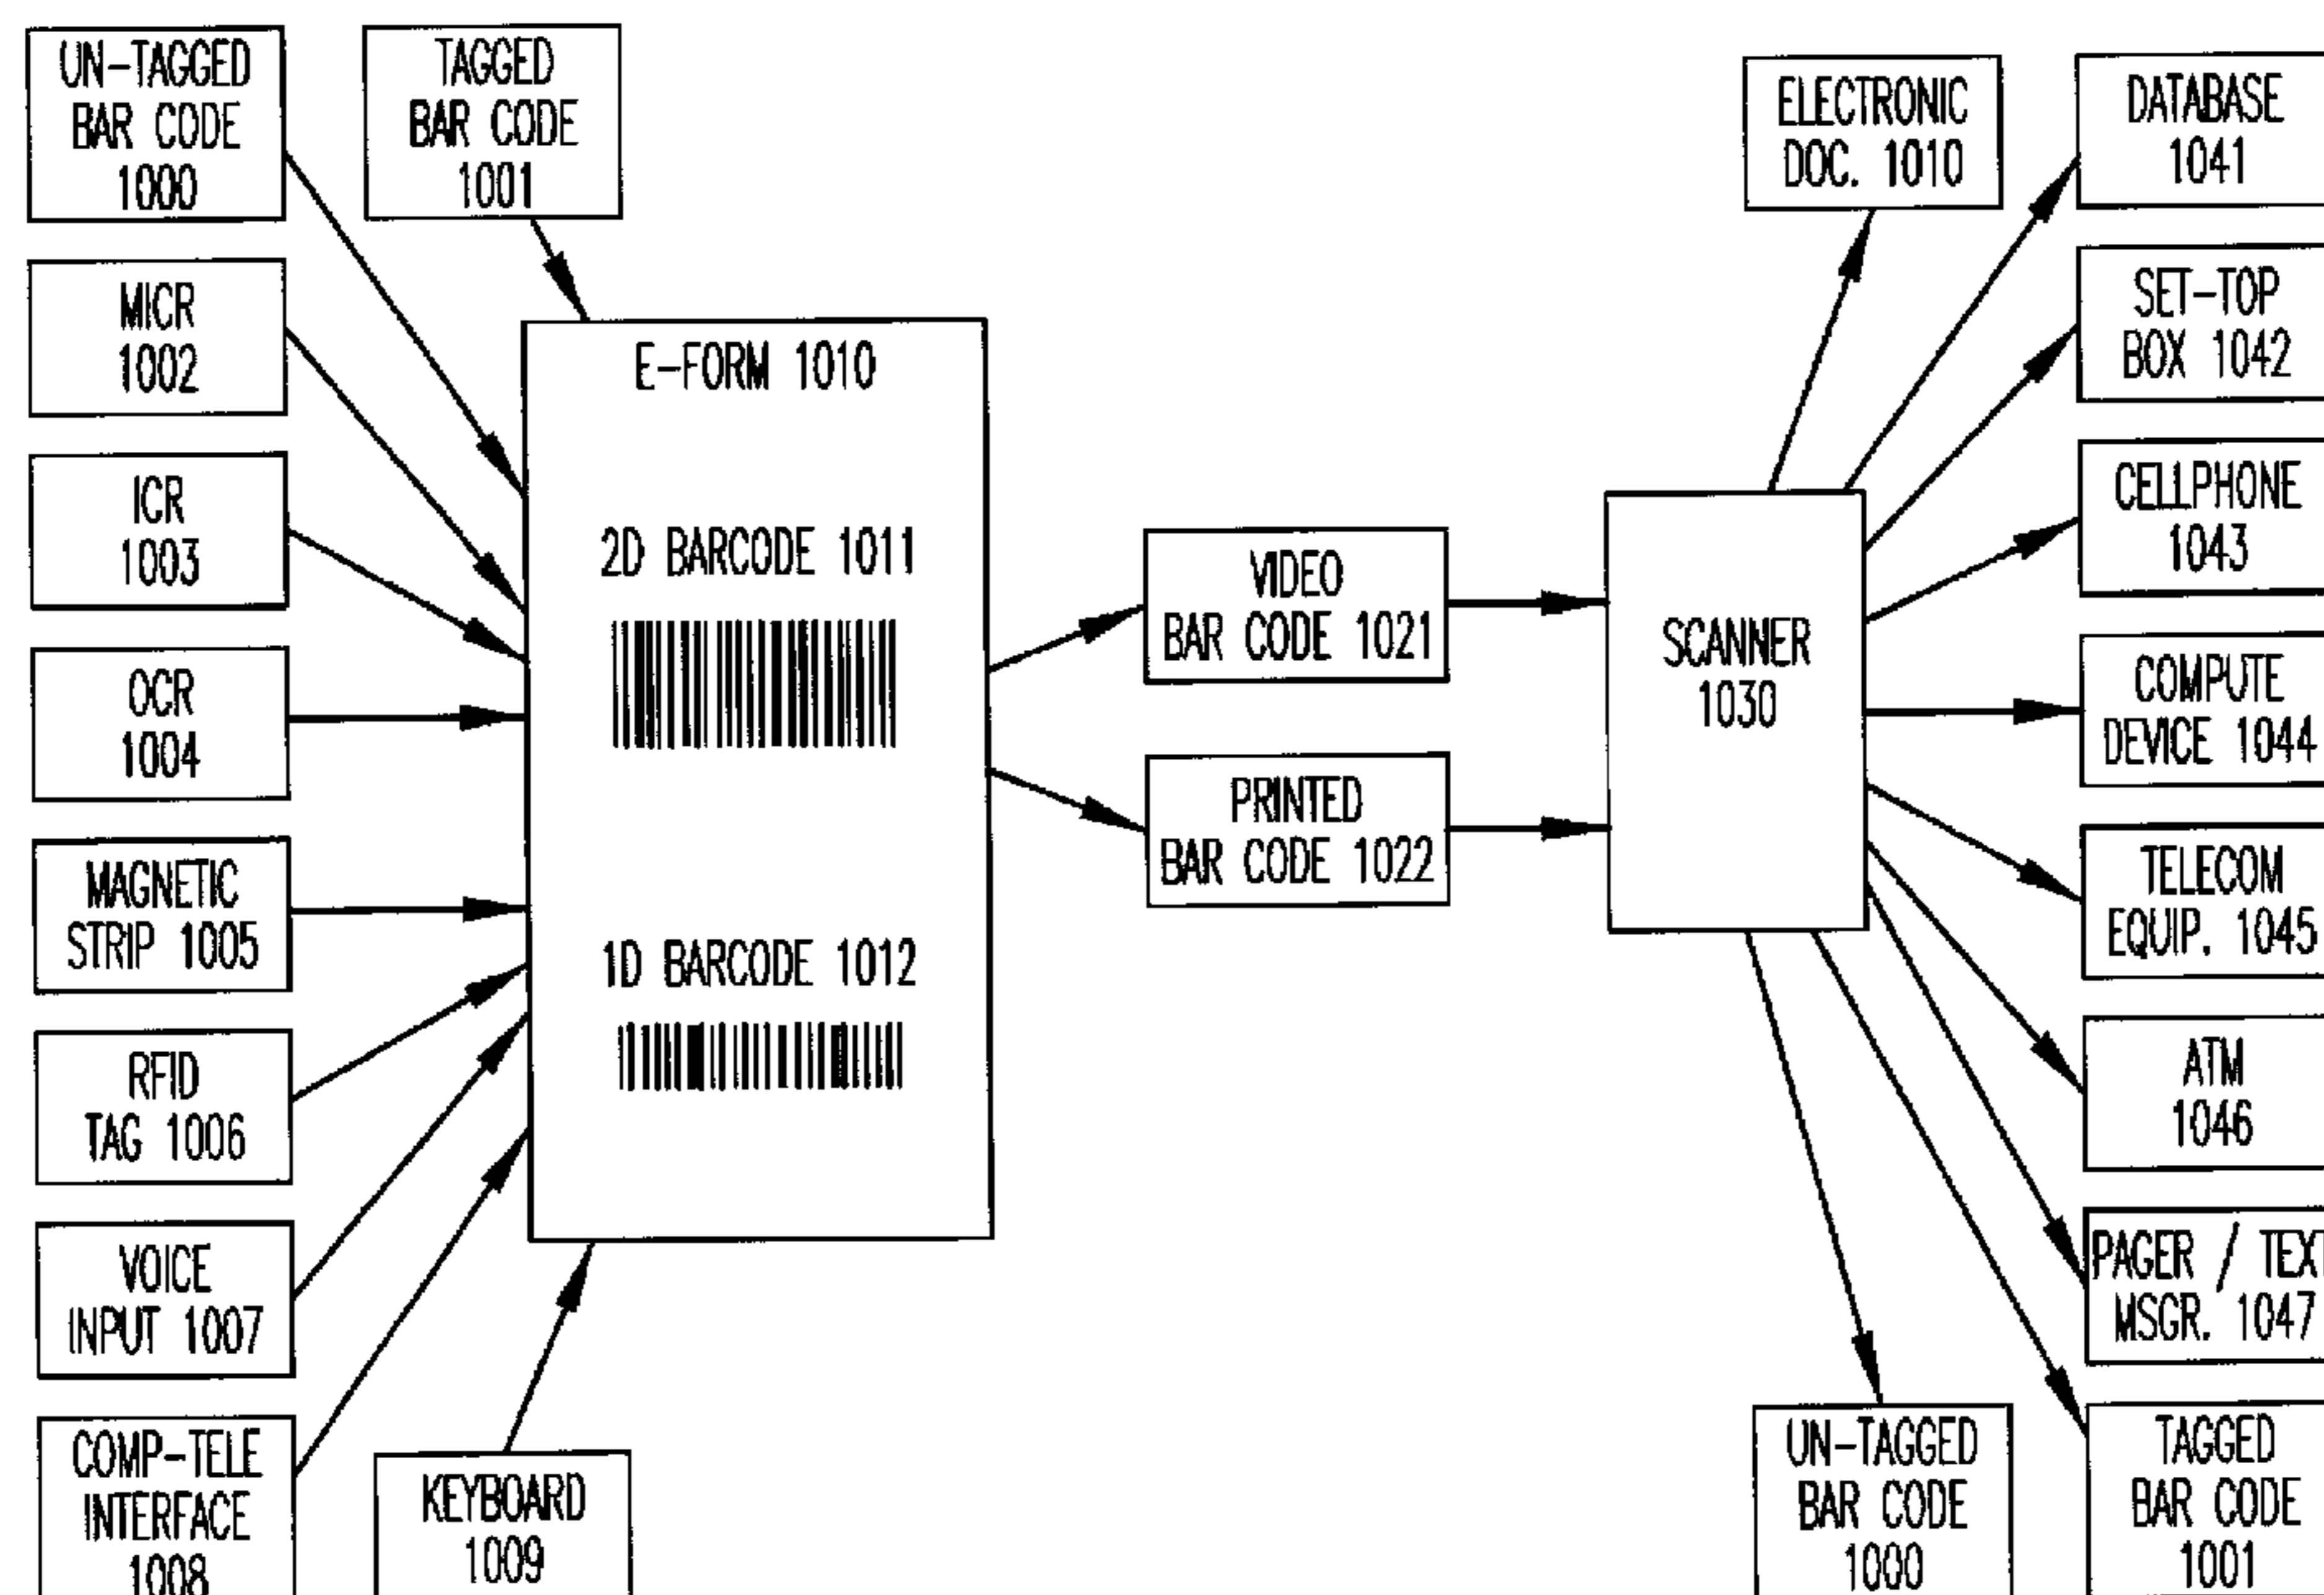 UN-TAGGED
BAR CODE
1000
TAGGED
BAR CODE
1001
MICR
1002
ICR
1003
OCR
1004
MAGNETIC
STRIP 1005
RFID
TAG 1006
VOICE
INPUT 1007
COMP-TELE
INTERFACE
1008
KEYBOARD
1009
E-FORM 1010
2D BARCODE 1011
1D BARCODE 1012
VIDEO
BAR CODE 1021
PRINTED
BAR CODE 1022
SCANNER
1030
ELECTRONIC
DOC. 1010
DATABASE
1041
SET-TOP
BOX 1042
CELLPHONE
1043
COMPUTE
DEVICE 1044
TELECOM
EQUIP. 1045
ATM
1046
PAGER / TEXT
MSGR. 1047
UN-TAGGED
BAR CODE
1000
TAGGED
BAR CODE
1001